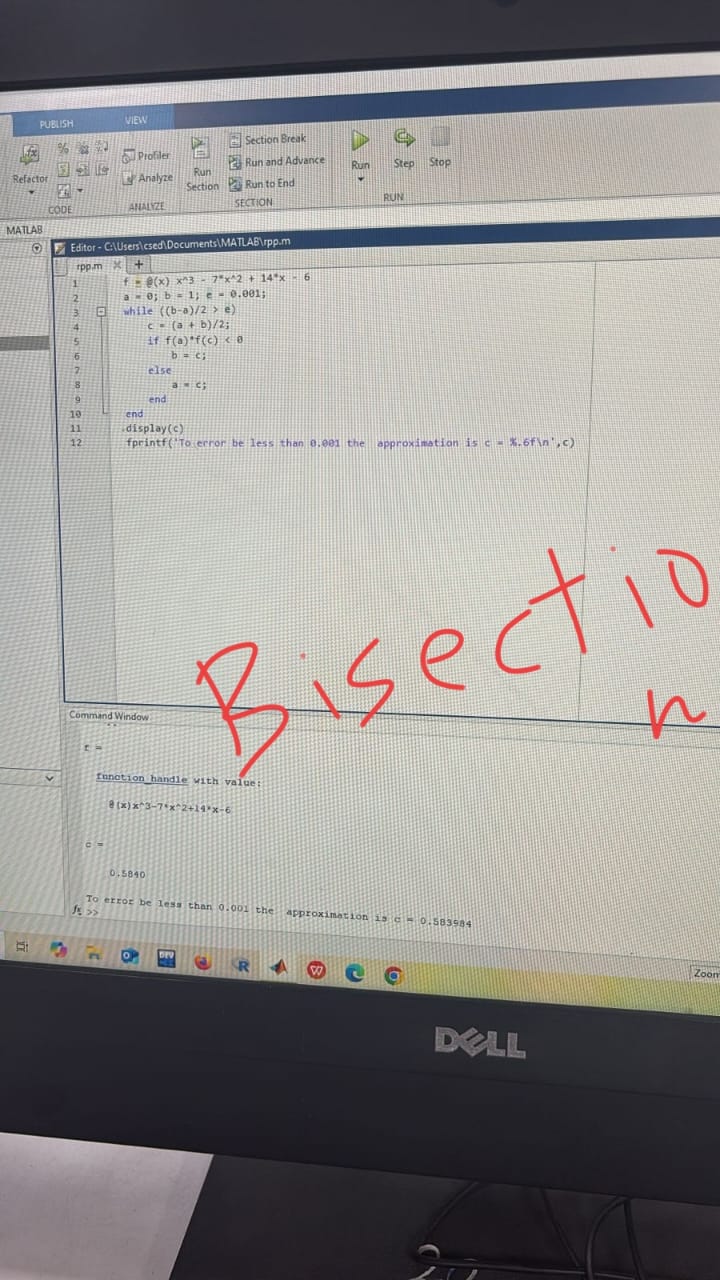 PUBLISH
VIEW
Refactor
%
CODE
Profiler
Analyze
ANALYZE
Run
Section
Section Break
Run and Advance
Run to End
SECTION
Run
Step
Stop
RUN
MATLAB
Editor - C:\Users\csed\Documents\MATLAB\rpp.m
rpp.m × +
1 f = @(x) x^3 - 7*x^2 + 14*x - 6
2 a = 0; b = 1; e = 0.001;
3 while ((b-a)/2 > e)
4 c = (a + b)/2;
5 if f(a)*f(c) < 0
6 b = c;
7 else
8 a = c;
9 end
10 end
11 display(c)
12 fprintf('To error be less than 0.001 the  approximation is c = %.6f\n',c)
Bisectio
n
Command Window
f =
function_handle with value:
@(x)x^3-7*x^2+14*x-6
c =
0.5840
To error be less than 0.001 the  approximation is c = 0.583984
fx >>
DEV
R
W
Zoom
DELL